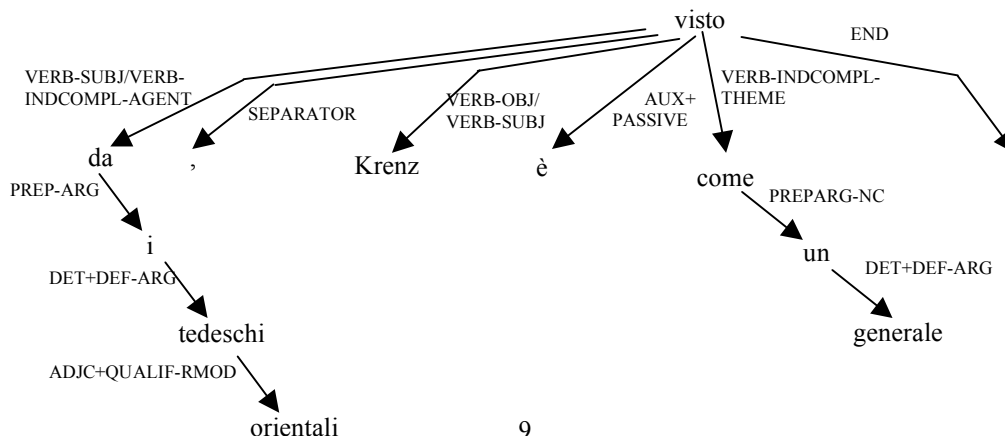 visto
END
VERB-SUBJ/VERB-
INDCOMPL-AGENT
SEPARATOR
VERB-OBJ/
VERB-SUBJ
AUX+
PASSIVE
VERB-INDCOMPL-
THEME
da
,
Krenz
è
come
PREP-ARG
PREPARG-NC
i
un
DET+DEF-ARG
DET+DEF-ARG
tedeschi
generale
ADJC+QUALIF-RMOD
orientali
9